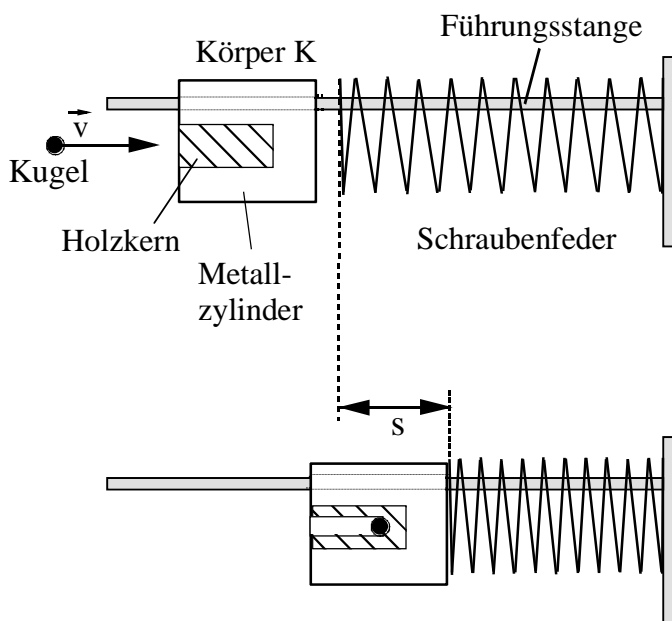 Führungsstange
Körper K
v
Kugel
Holzkern
Schraubenfeder
Metall-
zylinder
s